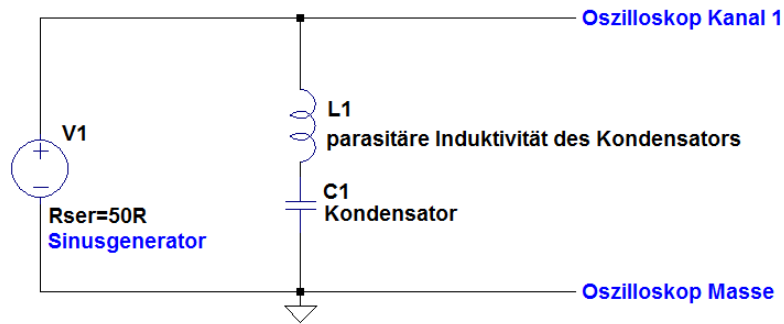 Oszilloskop Kanal 1
L1
parasitäre Induktivität des Kondensators
V1
C1
Kondensator
Rser=50R
Sinusgenerator
Oszilloskop Masse